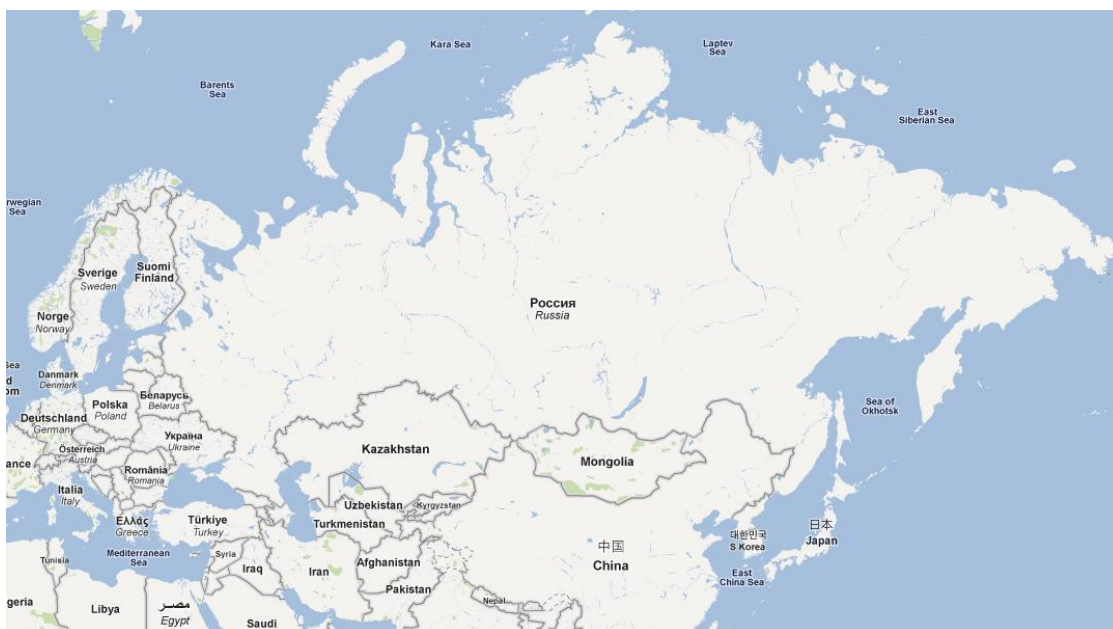 Kara Sea
Laptev
Sea
Barents
Sea
East
Siberian Sea
rwegian
Sea
Sverige
Sweden
Suomi
Finland
Norge
Norway
Россия
Russia
Sea
Danmark
Denmark
d
om
Polska
Poland
Беларусь
Belarus
Sea of
Okhotsk
Deutschland
Germany
Україна
Ukraine
Österreich
Austria
Kazakhstan
ance
Mongolia
România
Romania
Italia
Italy
Uzbekistan
Kyrgyzstan
Ελλάς
Greece
Türkiye
Turkey
Turkmenistan
日本
Japan
대한민국
S Korea
中国
China
Mediterranean
Sea
Tunisia
Syria
Iraq
Iran
Afghanistan
Pakistan
East
China Sea
Nepal
geria
Libya
مصر
Egypt
Saudi